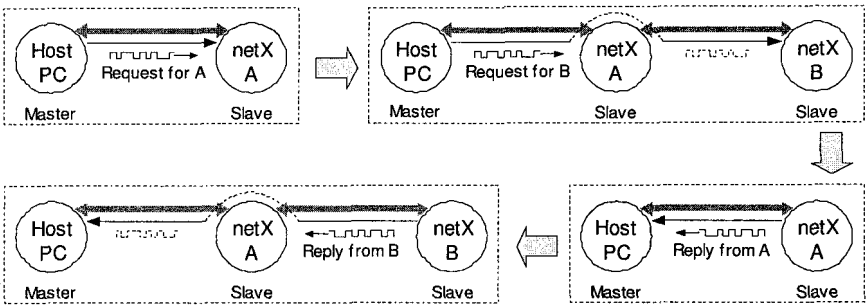 Host PC
netX A
Request for A
Master
Slave
Host PC
netX A
netX B
Request for B
Master
Slave
Slave
Host PC
netX A
netX B
Reply from B
Master
Slave
Slave
Host PC
netX A
Reply from A
Master
Slave